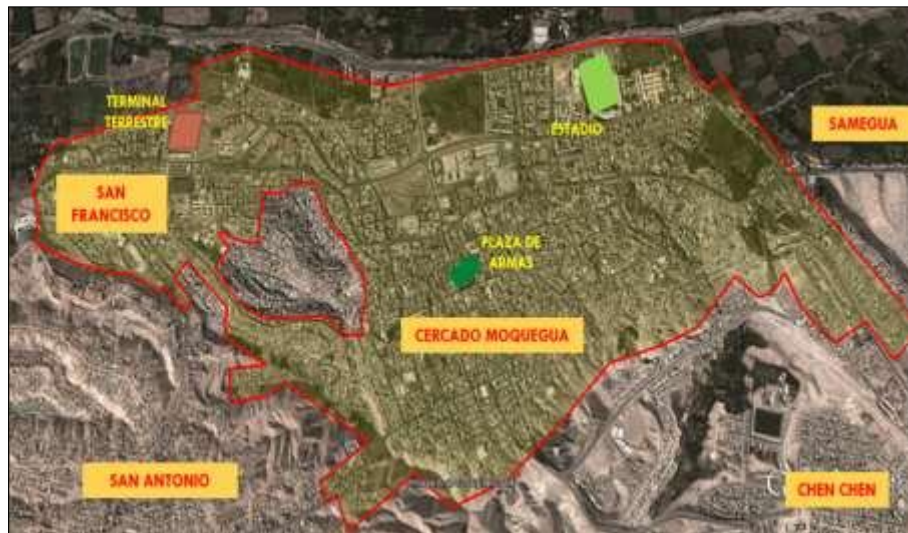 TERMINAL
TERRESTRE
ESTADIO
SAMEGUA
SAN
FRANCISCO
PLAZA DE
ARMAS
CERCADO MOQUEGUA
SAN ANTONIO
CHEN CHEN